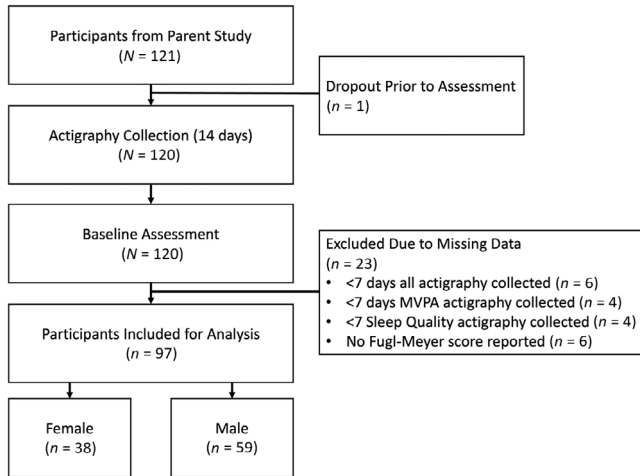 Participants from Parent Study
(N = 121)
Dropout Prior to Assessment
(n = 1)
Actigraphy Collection (14 days)
(N = 120)
Baseline Assessment
(N = 120)
Excluded Due to Missing Data
(n = 23)
• <7 days all actigraphy collected (n = 6)
• <7 days MVPA actigraphy collected (n = 4)
• <7 Sleep Quality actigraphy collected (n = 4)
• No Fugl-Meyer score reported (n = 6)
Participants Included for Analysis
(n = 97)
Female
(n = 38)
Male
(n = 59)